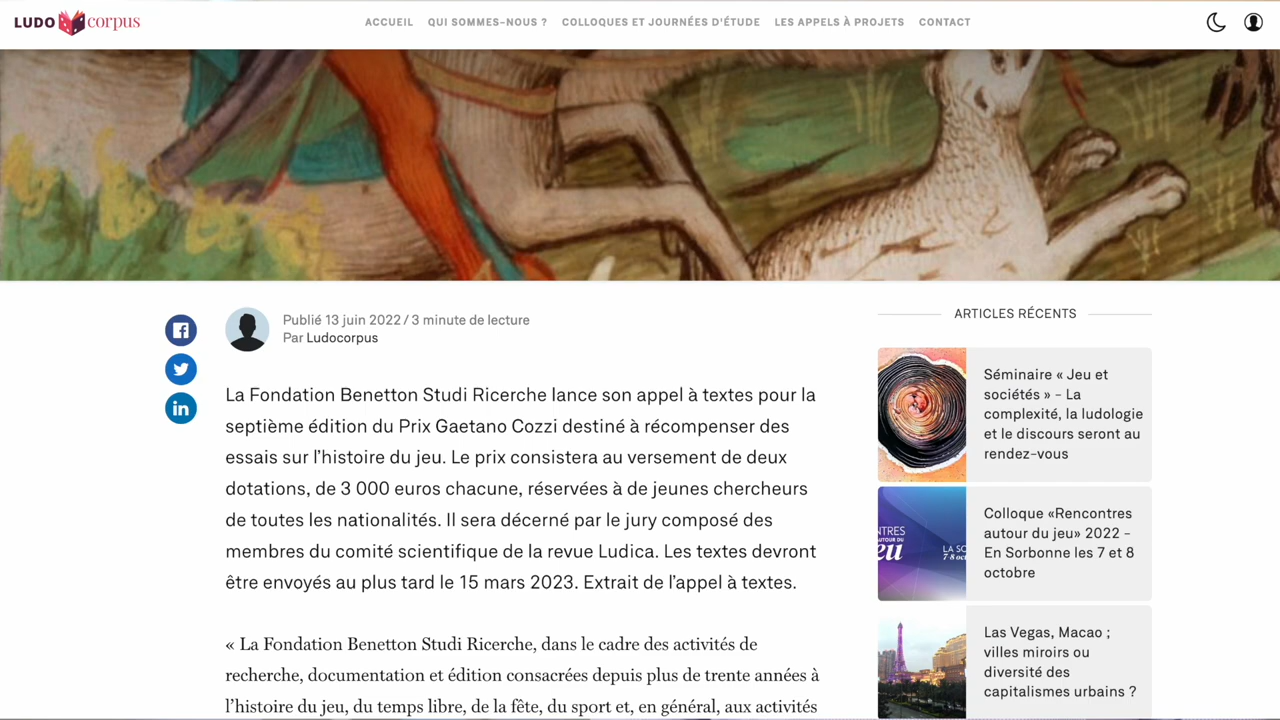 LUDO corpus
ACCUEIL QUI SOMMES-NOUS ? COLLOQUES ET JOURNÉES D'ÉTUDE LES APPELS À PROJETS CONTACT
Publié 13 juin 2022 / 3 minute de lecture
Par Ludocorpus
La Fondation Benetton Studi Ricerche lance son appel à textes pour la
septième édition du Prix Gaetano Cozzi destiné à récompenser des
essais sur l'histoire du jeu. Le prix consistera au versement de deux
dotations, de 3 000 euros chacune, réservées à de jeunes chercheurs
de toutes les nationalités. Il sera décerné par le jury composé des
membres du comité scientifique de la revue Ludica. Les textes devront
être envoyés au plus tard le 15 mars 2023. Extrait de l'appel à textes.
« La Fondation Benetton Studi Ricerche, dans le cadre des activités de
recherche, documentation et édition consacrées depuis plus de trente années à
l'histoire du jeu, du temps libre, de la fête, du sport et, en général, aux activités
ARTICLES RÉCENTS
Séminaire « Jeu et
sociétés » – La
complexité, la ludologie
et le discours seront au
rendez-vous
NTRES
AUTOUR DU
eu
LA SO
7-8 oct
Colloque «Rencontres
autour du jeu» 2022 –
En Sorbonne les 7 et 8
octobre
Las Vegas, Macao ;
villes miroirs ou
diversité des
capitalismes urbains ?